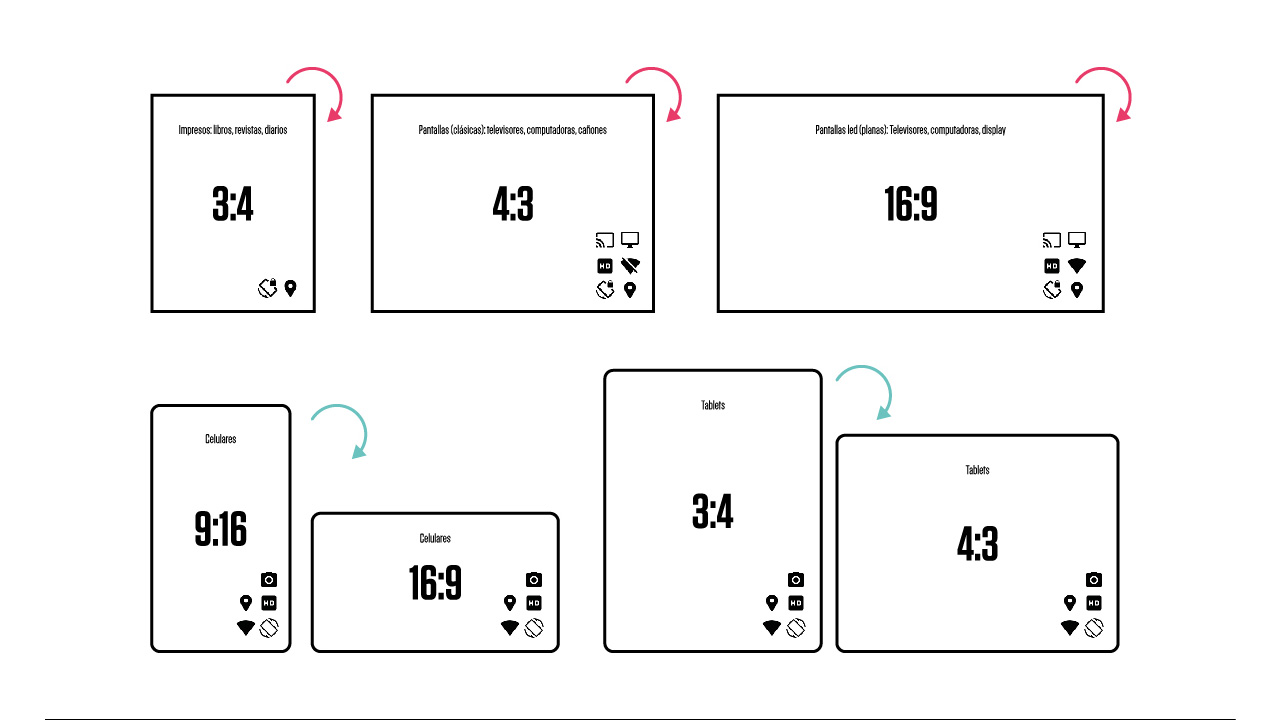 Impresos: libros, revistas, diarios
3:4
Pantallas (clásicas): televisores, computadoras, cañones
4:3
HD
Pantallas led (planas): Televisores, computadoras, display
16:9
HD
Celulares
9:16
HD
Celulares
16:9
HD
Tablets
3:4
HD
Tablets
4:3
HD